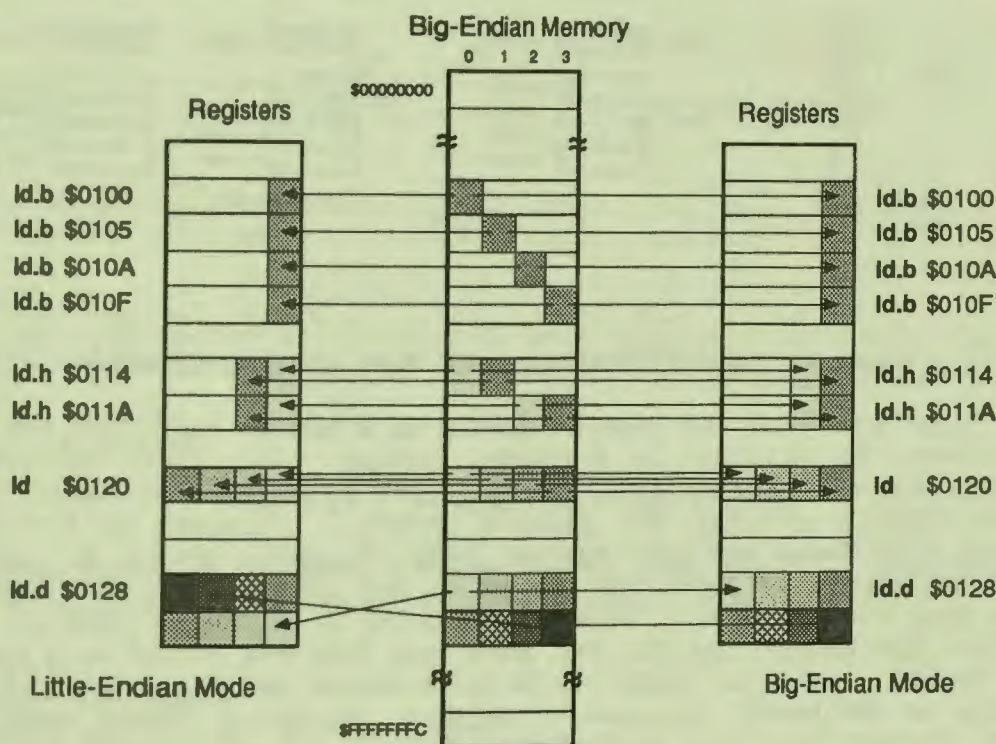 Big-Endian Memory
0 1 2 3
$00000000
Registers
Registers
ld.b $0100
ld.b $0100
ld.b $0105
ld.b $0105
ld.b $010A
ld.b $010A
ld.b $010F
ld.b $010F
ld.h $0114
ld.h $0114
ld.h $011A
ld.h $011A
ld $0120
ld $0120
ld.d $0128
ld.d $0128
Little-Endian Mode
Big-Endian Mode
$FFFFFFFC